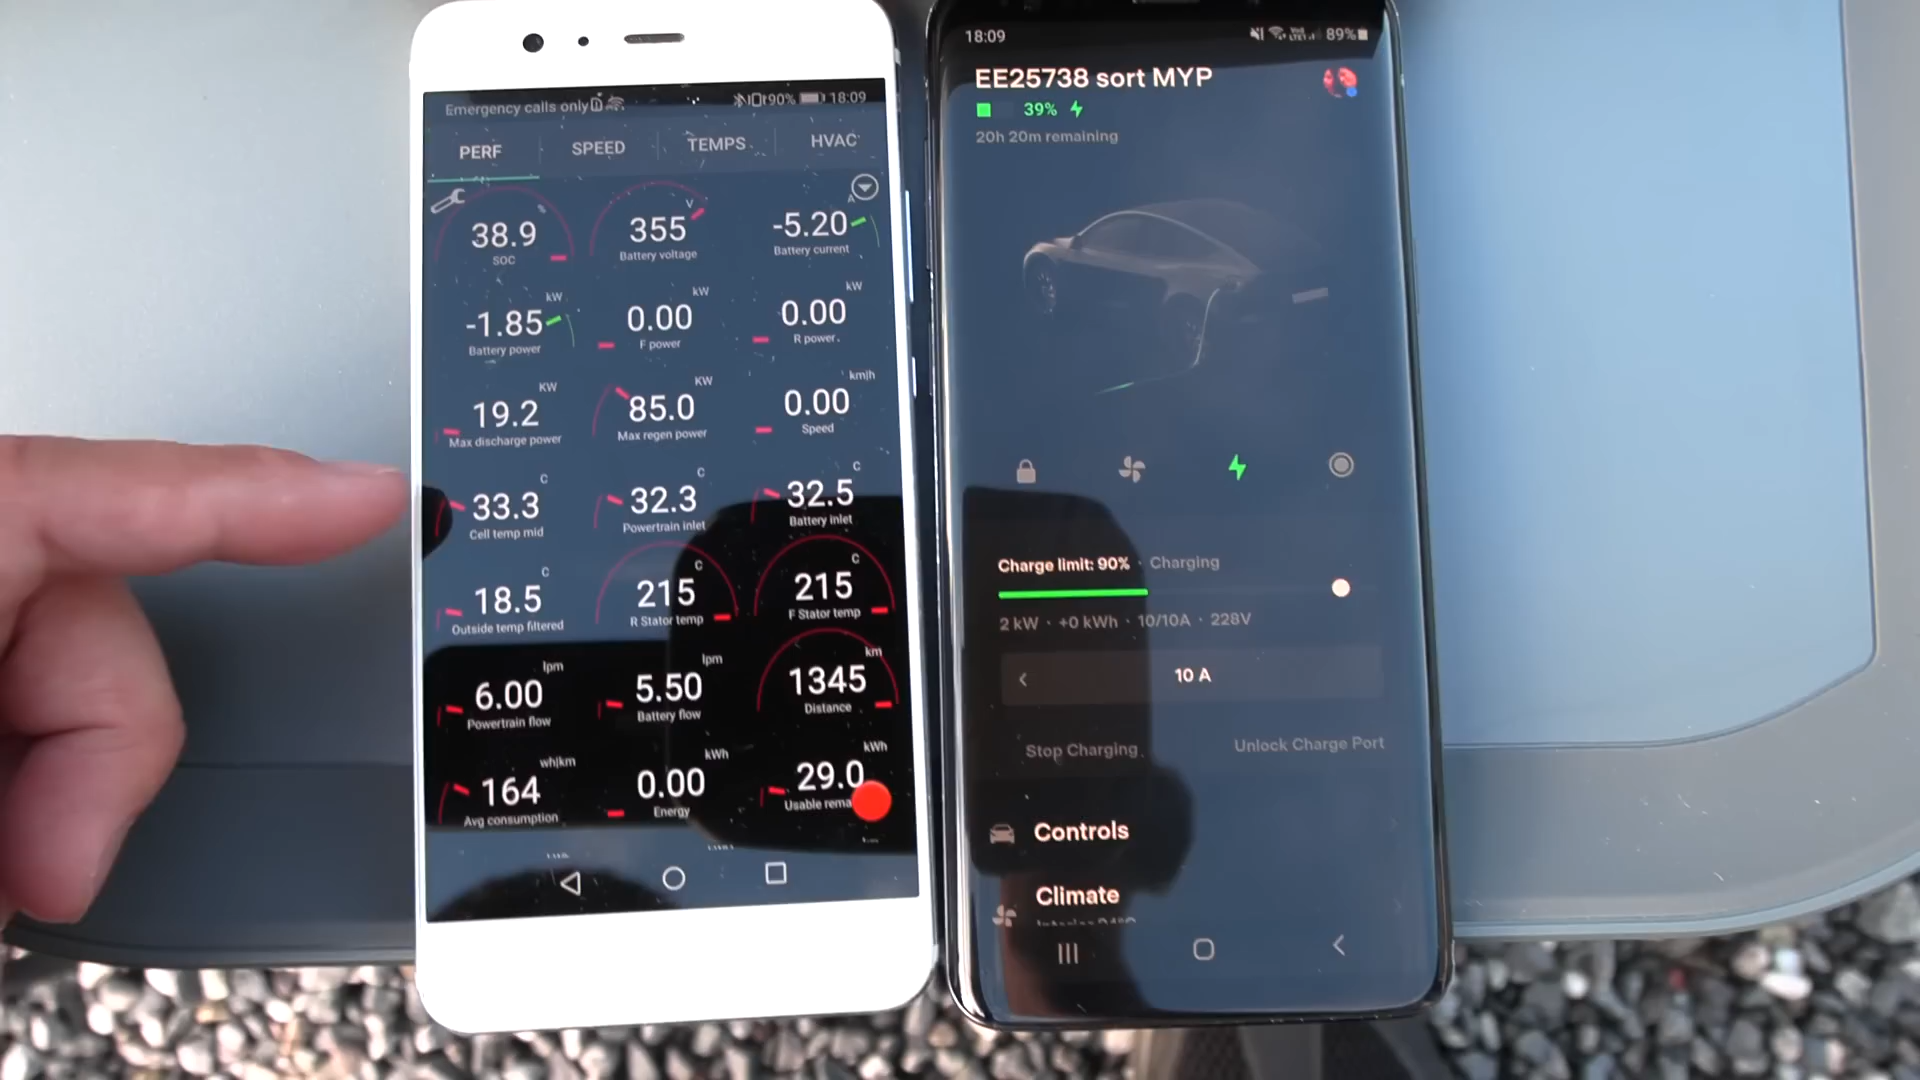 Emergency calls only
90% 18:09
PERF SPEED TEMPS HVAC
38.9
SOC
V
355
Battery voltage
A
-5.20
Battery current
kW
-1.85
Battery power
kW
0.00
F power
kW
0.00
R power
KW
19.2
Max discharge power
KW
85.0
Max regen power
km|h
0.00
Speed
C
33.3
Cell temp mid
C
32.3
Powertrain inlet
C
32.5
Battery inlet
C
18.5
Outside temp filtered
C
215
R Stator temp
C
215
F Stator temp
lpm
6.00
Powertrain flow
lpm
5.50
Battery flow
km
1345
Distance
wh|km
164
Avg consumption
kWh
0.00
Energy
kWh
29.0
Usable rema
18:09
89%
EE25738 sort MYP
39%
20h 20m remaining
Charge limit: 90% · Charging
2 kW · +0 kWh · 10/10A · 228V
10 A
Stop Charging
Unlock Charge Port
Controls
Climate